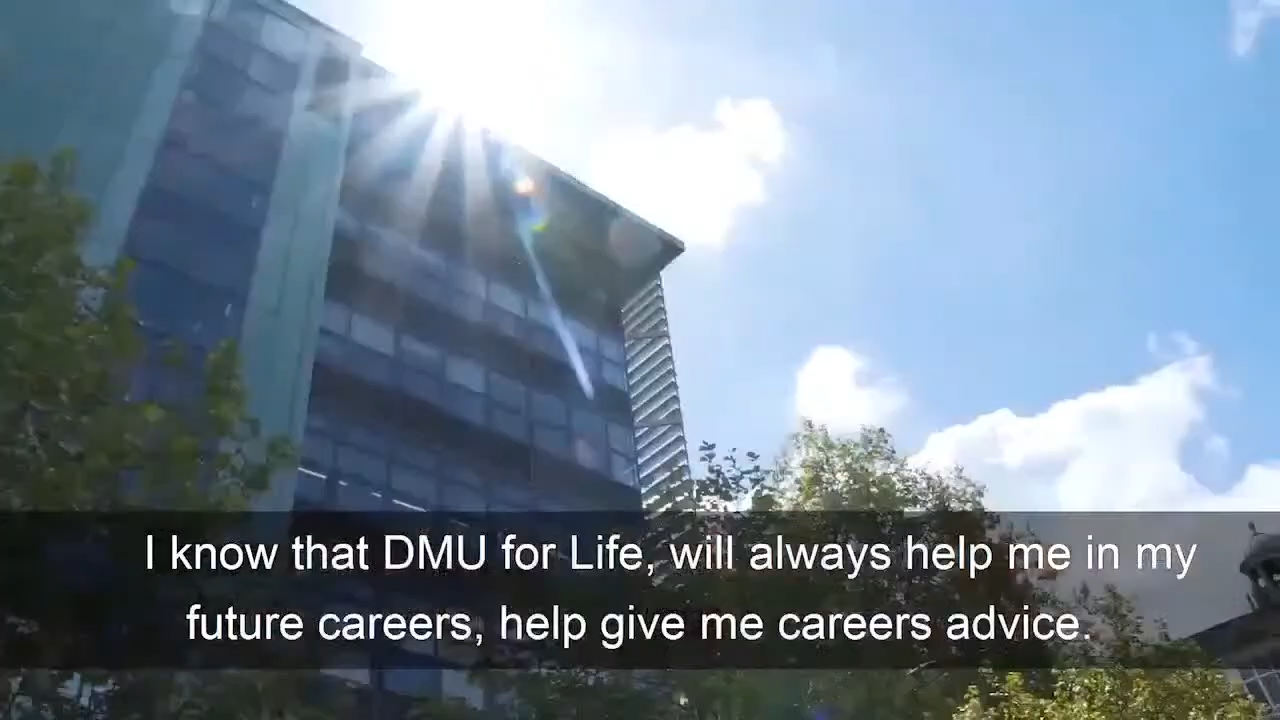 I know that DMU for Life, will always help me in my
future careers, help give me careers advice.